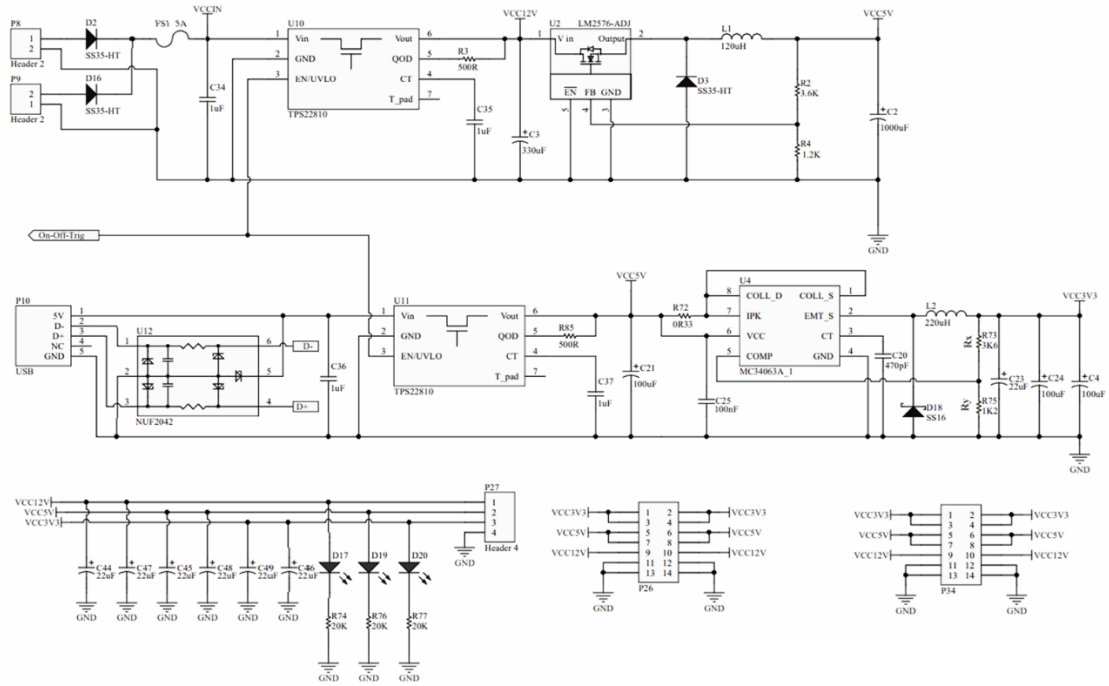 P8
1
2
Header 2
P9
2
1
Header 2
D2
SS35-HT
D16
SS35-HT
FS1 5A
VCCIN
C34
1uF
U10
1 Vin Vout 6
2 GND QOD 5
3 EN/UVLO CT 4
T_pad 7
TPS22810
R3
500R
C35
1uF
VCC12V
C3
330uF
U2 LM2576-ADJ
1 V in Output 2
EN FB GND
5 4 3
D3
SS35-HT
L1
120uH
R2
3.6K
R4
1.2K
VCC5V
C2
1000uF
GND
On-Off-Trig
P10
5V 1
D- 2
D+ 3
NC 4
GND 5
USB
U12
1 6 D-
2 5
3 4 D+
NUF2042
C36
1uF
U11
1 Vin Vout 6
2 GND QOD 5
3 EN/UVLO CT 4
T_pad 7
TPS22810
R85
500R
C37
1uF
VCC5V
C21
100uF
R72
0R33
C25
100nF
U4
8 COLL_D COLL_S 1
7 IPK EMT_S 2
6 VCC CT 3
5 COMP GND 4
MC34063A_1
C20
470pF
D18
SS16
L2
220uH
Rx
R73
3K6
Ry
R75
1K2
C23
22uF
C24
100uF
VCC3V3
C4
100uF
GND
VCC12V
VCC5V
VCC3V3
P27
1
2
3
4
Header 4
GND
C44
22uF
GND
C47
22uF
GND
C45
22uF
GND
C48
22uF
GND
C49
22uF
GND
C46
22uF
GND
D17
R74
20K
GND
D19
R76
20K
GND
D20
R77
20K
GND
VCC3V3 1 2 VCC3V3
3 4
VCC5V 5 6 VCC5V
7 8
VCC12V 9 10 VCC12V
11 12
13 14
GND P26 GND
VCC3V3 1 2 VCC3V3
3 4
VCC5V 5 6 VCC5V
7 8
VCC12V 9 10 VCC12V
11 12
13 14
GND P34 GND